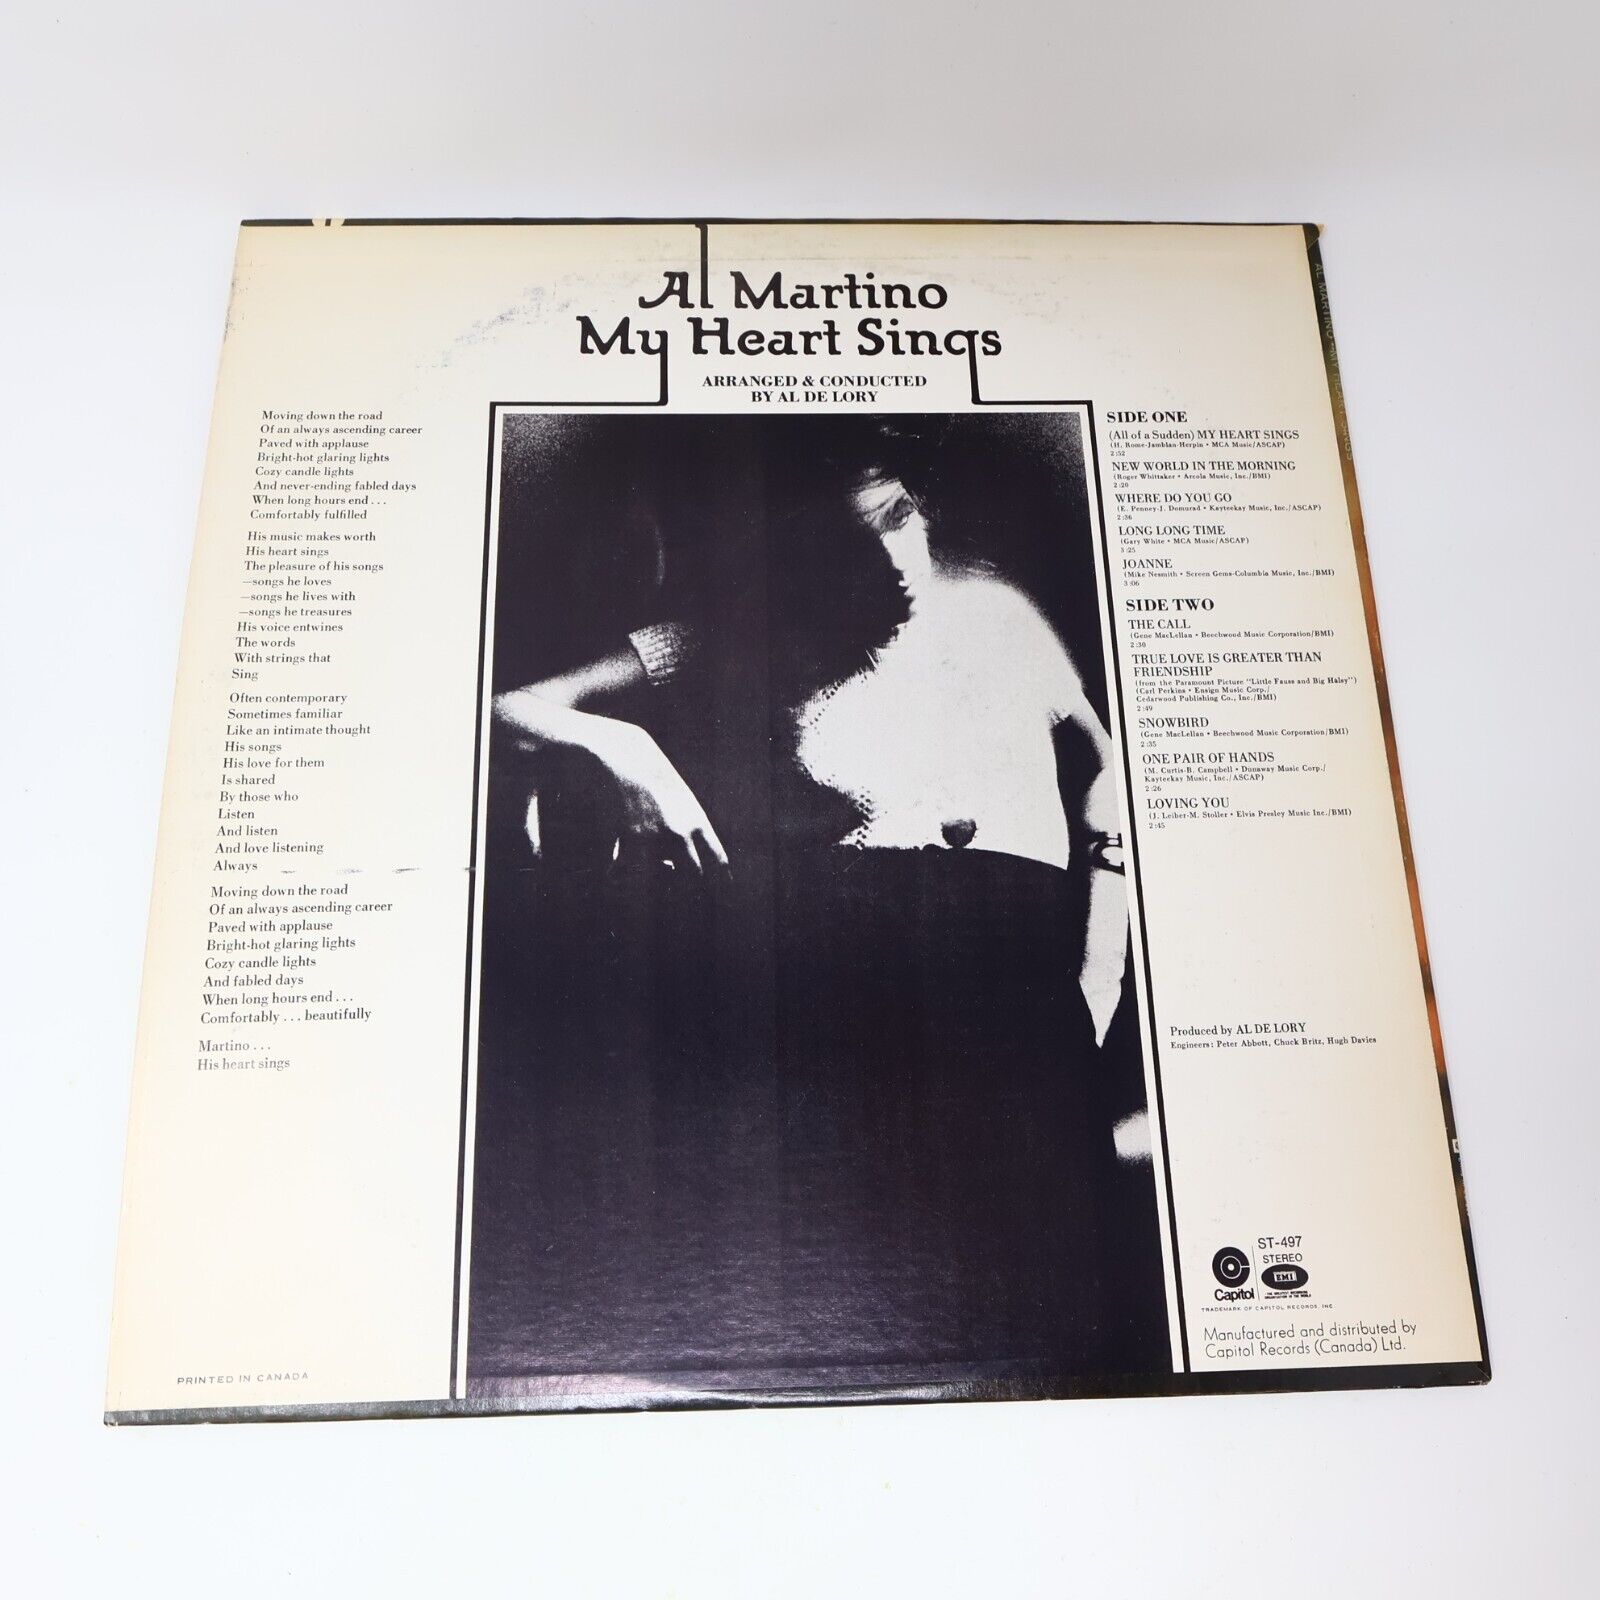 Al Martino
My Heart Sings
ARRANGED & CONDUCTED
BY AL DE LORY
Moving down the road
Of an always ascending career
Paved with applause
Bright-hot glaring lights
Cozy candle lights
And never-ending fabled days
When long hours end...
Comfortably fulfilled
His music makes worth
His heart sings
The pleasure of his songs
—songs he loves
—songs he lives with
—songs he treasures
His voice entwines
The words
With strings that
Sing
Often contemporary
Sometimes familiar
Like an intimate thought
His songs
His love for them
Is shared
By those who
Listen
And listen
And love listening
Always
Moving down the road
Of an always ascending career
Paved with applause
Bright-hot glaring lights
Cozy candle lights
And fabled days
When long hours end...
Comfortably...beautifully
Martino...
His heart sings
PRINTED IN CANADA
SIDE ONE
(All of a Sudden) MY HEART SINGS
(H. Rome-Jamblan-Herpin • MCA Music/ASCAP)
2:52
NEW WORLD IN THE MORNING
(Roger Whittaker • Arcola Music, Inc./BMI)
2:20
WHERE DO YOU GO
(E. Penney-J. Domurad • Kayteekay Music, Inc./ASCAP)
2:36
LONG LONG TIME
(Gary White • MCA Music/ASCAP)
3:25
JOANNE
(Mike Nesmith • Screen Gems-Columbia Music, Inc./BMI)
3:06
SIDE TWO
THE CALL
(Gene MacLellan • Beechwood Music Corporation/BMI)
2:30
TRUE LOVE IS GREATER THAN
FRIENDSHIP
(from the Paramount Picture "Little Fauss and Big Halsy")
(Carl Perkins • Ensign Music Corp./
Cedarwood Publishing Co., Inc./BMI)
2:49
SNOWBIRD
(Gene MacLellan • Beechwood Music Corporation/BMI)
2:35
ONE PAIR OF HANDS
(M. Curtis-B. Campbell • Dunaway Music Corp./
Kayteekay Music, Inc./ASCAP)
2:26
LOVING YOU
(J. Leiber-M. Stoller • Elvis Presley Music Inc./BMI)
2:45
Produced by AL DE LORY
Engineers: Peter Abbott, Chuck Britz, Hugh Davies
ST-497
STEREO
Capitol
EMI
THE GREATEST RECORDING
ORGANISATION IN THE WORLD
TRADEMARK OF CAPITOL RECORDS, INC.
Manufactured and distributed by
Capitol Records (Canada) Ltd.
AL MARTINO—MY HEART SINGS